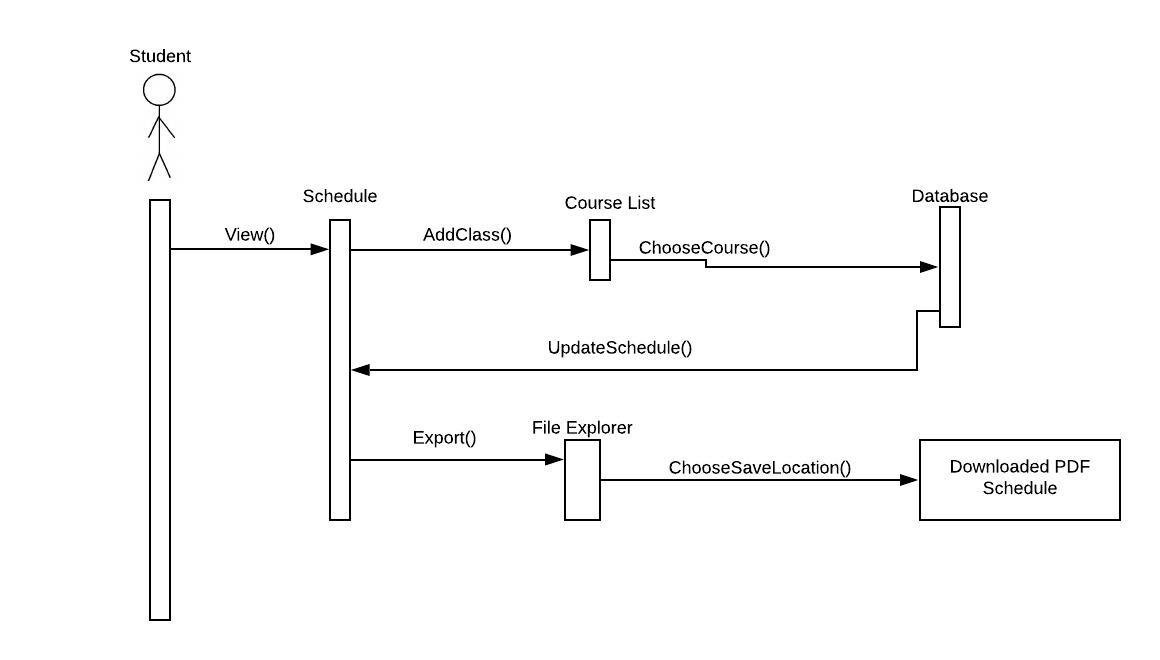 Student
Schedule
Course List
Database
View()
AddClass()
ChooseCourse()
UpdateSchedule()
File Explorer
Export()
ChooseSaveLocation()
Downloaded PDF
Schedule